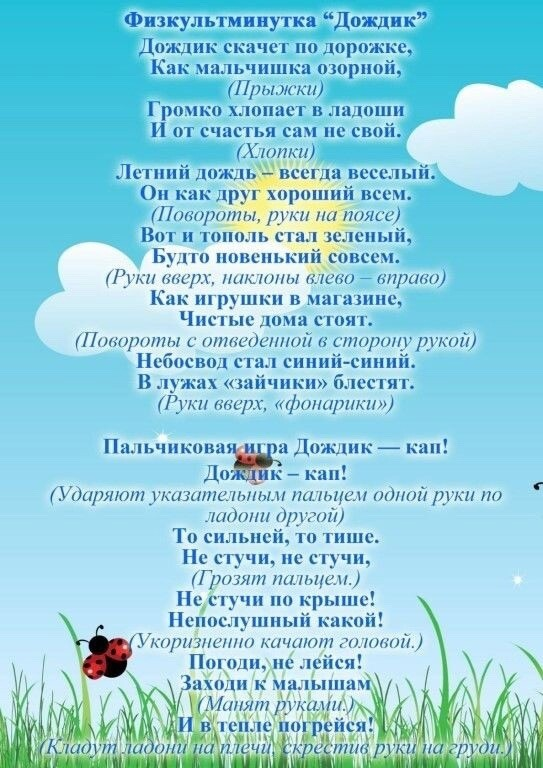 Физкультминутка “Дождик”
Дождик скачет по дорожке,
Как мальчишка озорной,
(Прыжки)
Громко хлопает в ладоши
И от счастья сам не свой.
(Хлопки)
Летний дождь – всегда веселый.
Он как друг хороший всем.
(Повороты, руки на поясе)
Вот и тополь стал зеленый,
Будто новенький совсем.
(Руки вверх, наклоны влево – вправо)
Как игрушки в магазине,
Чистые дома стоят.
(Повороты с отведенной в сторону рукой)
Небосвод стал синий-синий.
В лужах «зайчики» блестят.
(Руки вверх, «фонарики»)
Пальчиковая игра Дождик — кап!
Дождик – кап!
(Ударяют указательным пальцем одной руки по
ладони другой)
То сильней, то тише.
Не стучи, не стучи,
(Грозят пальцем.)
Не стучи по крыше!
Непослушный какой!
(Укоризненно качают головой.)
Погоди, не лейся!
Заходи к малышам
(Манят руками.)
И в тепле погрейся!
(Кладут ладони на плечи, скрестив руки на груди.)